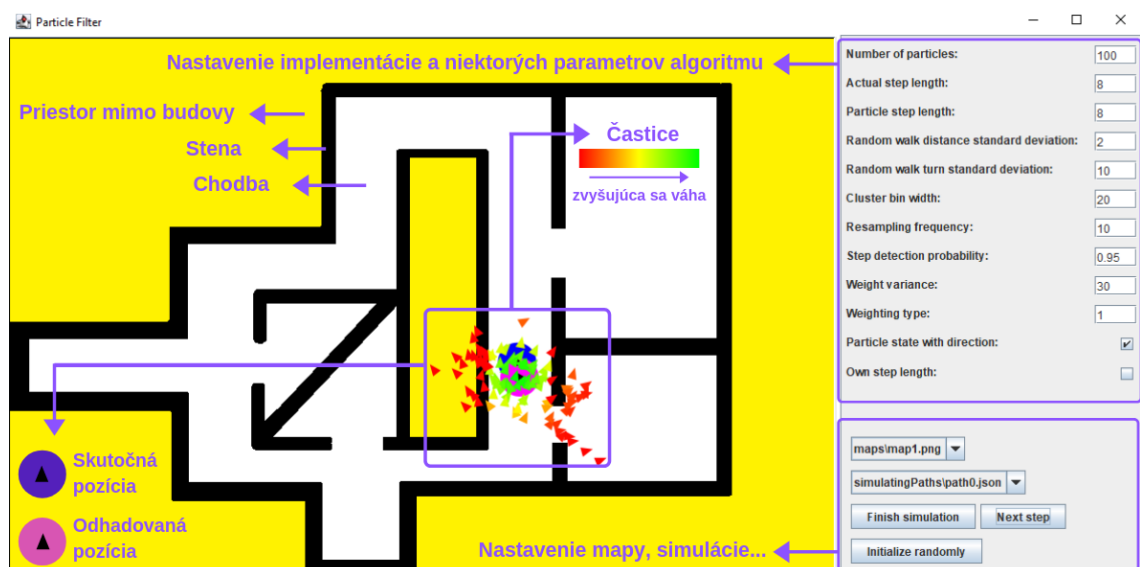 Particle Filter
Nastavenie implementácie a niektorých parametrov algoritmu
Priestor mimo budovy
Stena
Chodba
Častice
zvyšujúca sa váha
Skutočná
pozícia
Odhadovaná
pozícia
Nastavenie mapy, simulácie...
Number of particles: 100
Actual step length: 8
Particle step length: 8
Random walk distance standard deviation: 2
Random walk turn standard deviation: 10
Cluster bin width: 20
Resampling frequency: 10
Step detection probability: 0.95
Weight variance: 30
Weighting type: 1
Particle state with direction:
Own step length:
maps\map1.png
simulatingPaths\path0.json
Finish simulation Next step
Initialize randomly